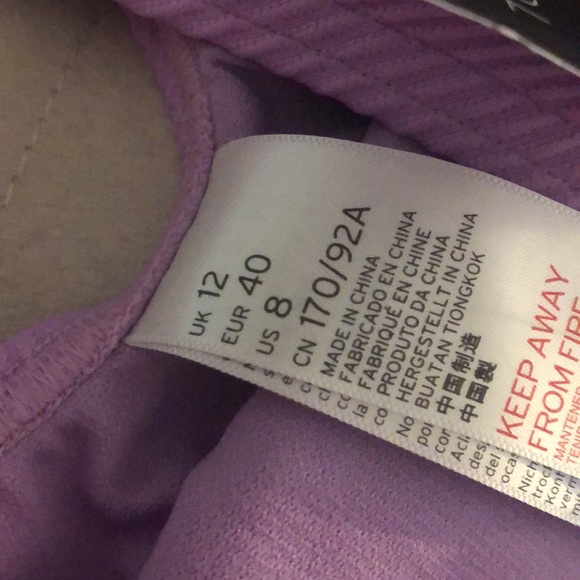 UK 12
EUR 40
US 8
CN 170/92A
MADE IN CHINA
FABRICADO EN CHINA
FABRIQUÉ EN CHINE
PRODUTO DA CHINA
HERGESTELLT IN CHINA
BUATAN TIONGKOK
中国制造
中國製
KEEP AWAY
FROM FIRE